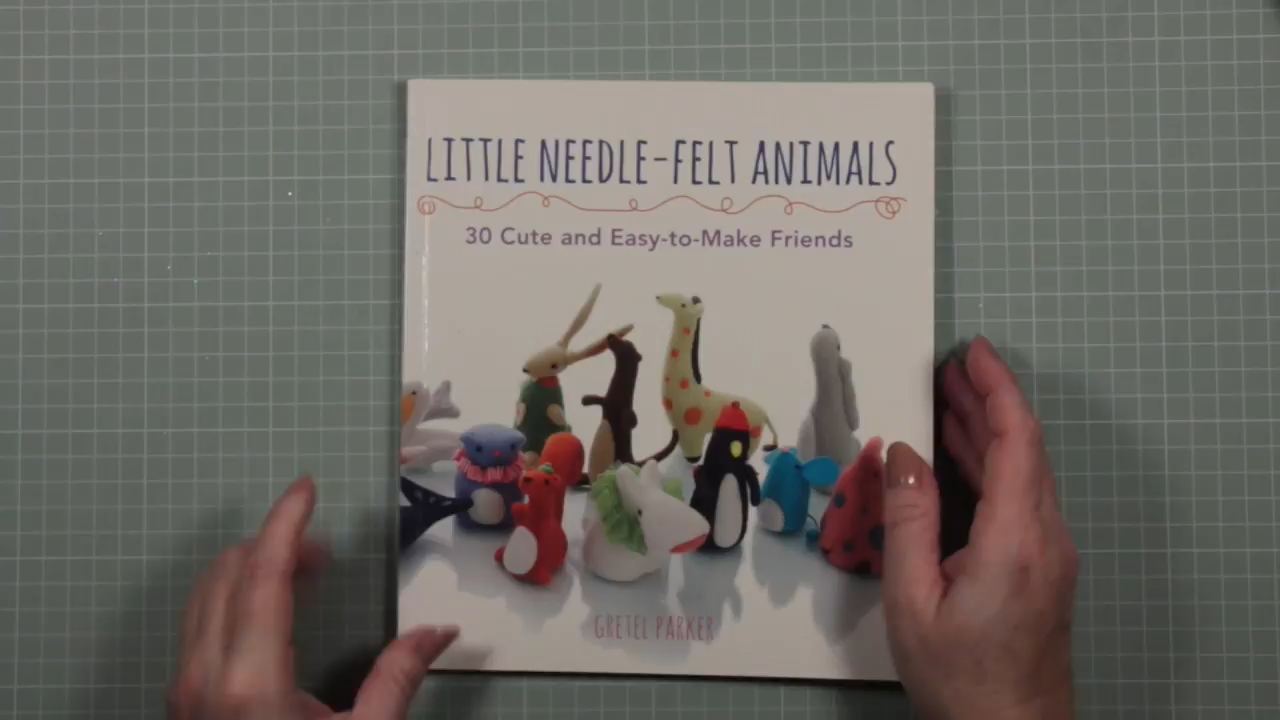 LITTLE NEEDLE-FELT ANIMALS
30 Cute and Easy-to-Make Friends
GRETEL PARKER